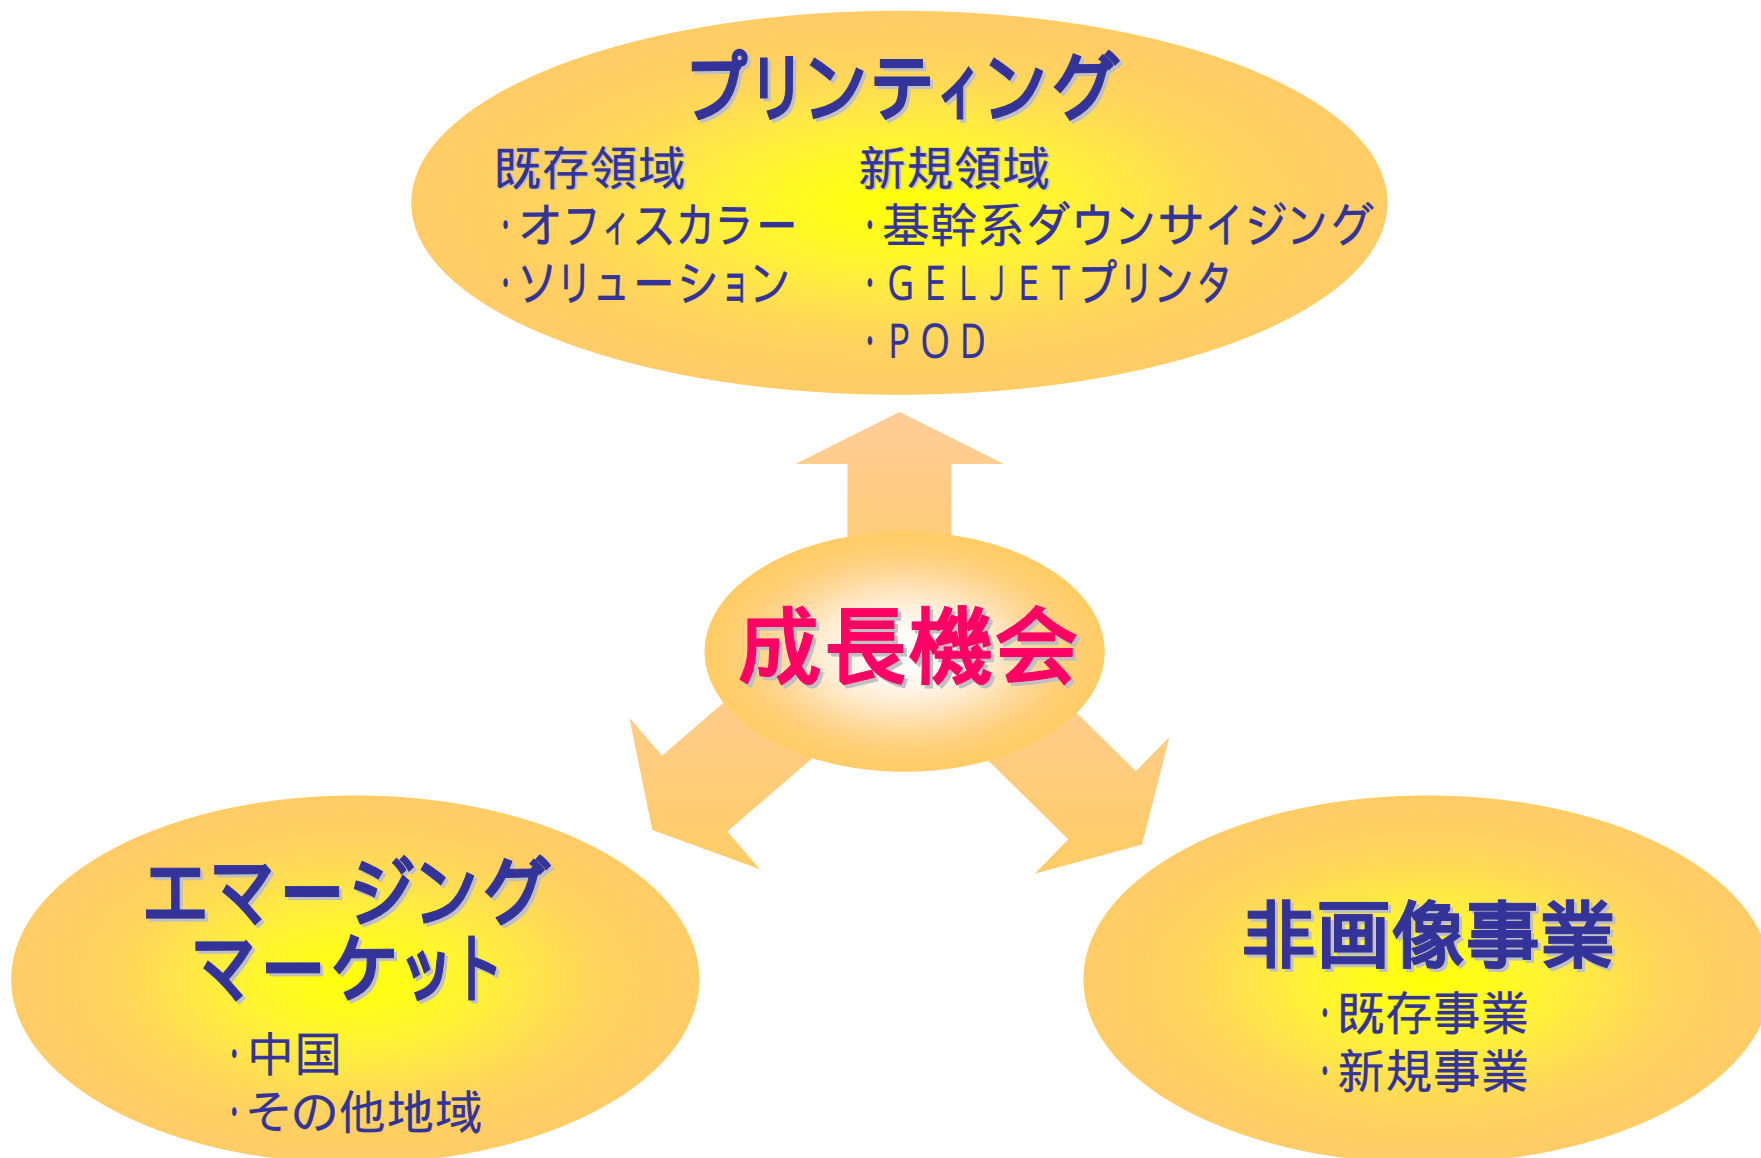 プリンティング
既存領域
・オフィスカラー
・ソリューション
新規領域
・基幹系ダウンサイジング
・ＧＥＬＪＥＴプリンタ
・ＰＯＤ
成長機会
エマージング
マーケット
・中国
・その他地域
非画像事業
・既存事業
・新規事業